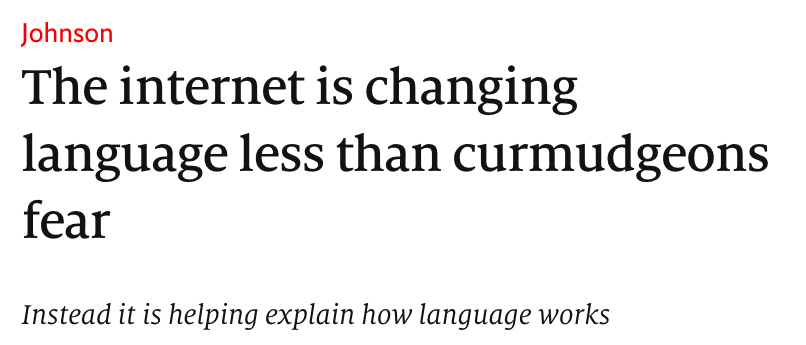 Johnson
The internet is changing
language less than curmudgeons
fear
Instead it is helping explain how language works